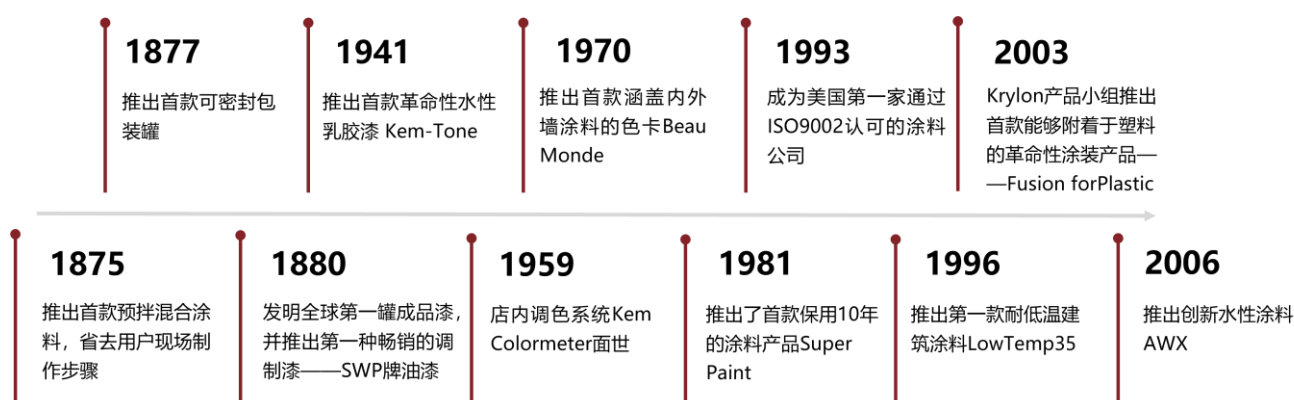 1877
推出首款可密封包
装罐
1941
推出首款革命性水性
乳胶漆 Kem-Tone
1970
推出首款涵盖内外
墙涂料的色卡Beau
Monde
1993
成为美国第一家通过
ISO9002认可的涂料
公司
2003
Krylon产品小组推出
首款能够附着于塑料
的革命性涂装产品—
—Fusion forPlastic
1875
推出首款预拌混合涂
料，省去用户现场制
作步骤
1880
发明全球第一罐成品漆，
并推出第一种畅销的调
制漆——SWP牌油漆
1959
店内调色系统Kem
Colormeter面世
1981
推出了首款保用10年
的涂料产品Super
Paint
1996
推出第一款耐低温建
筑涂料LowTemp35
2006
推出创新水性涂料
AWX